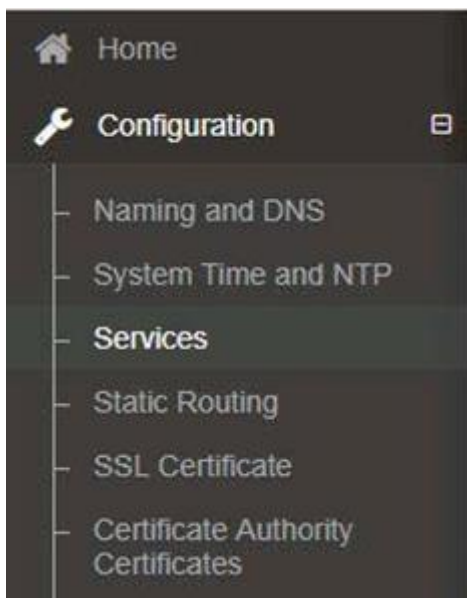 Home
Configuration
Naming and DNS
System Time and NTP
Services
Static Routing
SSL Certificate
Certificate Authority
Certificates